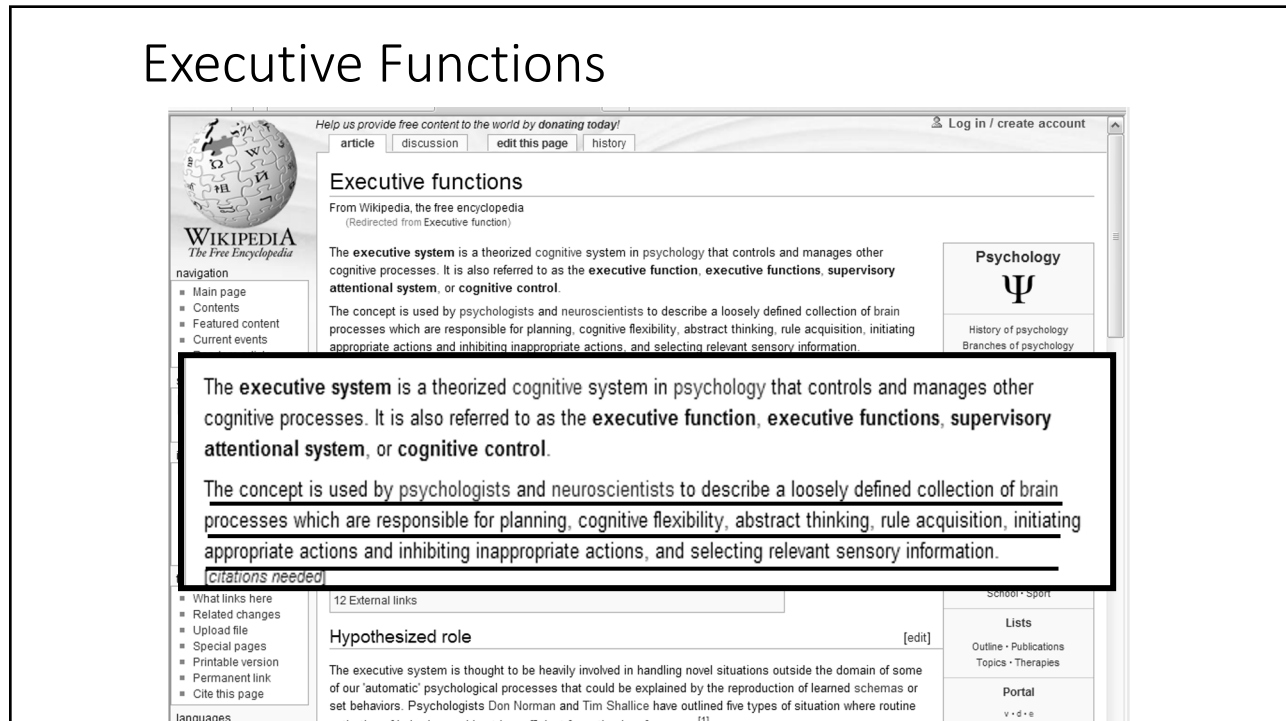 Executive Functions
Help us provide free content to the world by donating today!
Log in / create account
article
discussion
edit this page
history
Executive functions
From Wikipedia, the free encyclopedia
(Redirected from Executive function)
WIKIPEDIA
The Free Encyclopedia
navigation
Main page
Contents
Featured content
Current events
The executive system is a theorized cognitive system in psychology that controls and manages other
cognitive processes. It is also referred to as the executive function, executive functions, supervisory
attentional system, or cognitive control.
The concept is used by psychologists and neuroscientists to describe a loosely defined collection of brain
processes which are responsible for planning, cognitive flexibility, abstract thinking, rule acquisition, initiating
appropriate actions and inhibiting inappropriate actions, and selecting relevant sensory information.
Psychology
Ψ
History of psychology
Branches of psychology
The executive system is a theorized cognitive system in psychology that controls and manages other
cognitive processes. It is also referred to as the executive function, executive functions, supervisory
attentional system, or cognitive control.
The concept is used by psychologists and neuroscientists to describe a loosely defined collection of brain
processes which are responsible for planning, cognitive flexibility, abstract thinking, rule acquisition, initiating
appropriate actions and inhibiting inappropriate actions, and selecting relevant sensory information.
[citations needed]
What links here
Related changes
Upload file
Special pages
Printable version
Permanent link
Cite this page
languages
12 External links
Hypothesized role
[edit]
The executive system is thought to be heavily involved in handling novel situations outside the domain of some
of our 'automatic' psychological processes that could be explained by the reproduction of learned schemas or
set behaviors. Psychologists Don Norman and Tim Shallice have outlined five types of situation where routine
[1]
School • Sport
Lists
Outline • Publications
Topics • Therapies
Portal
v • d • e